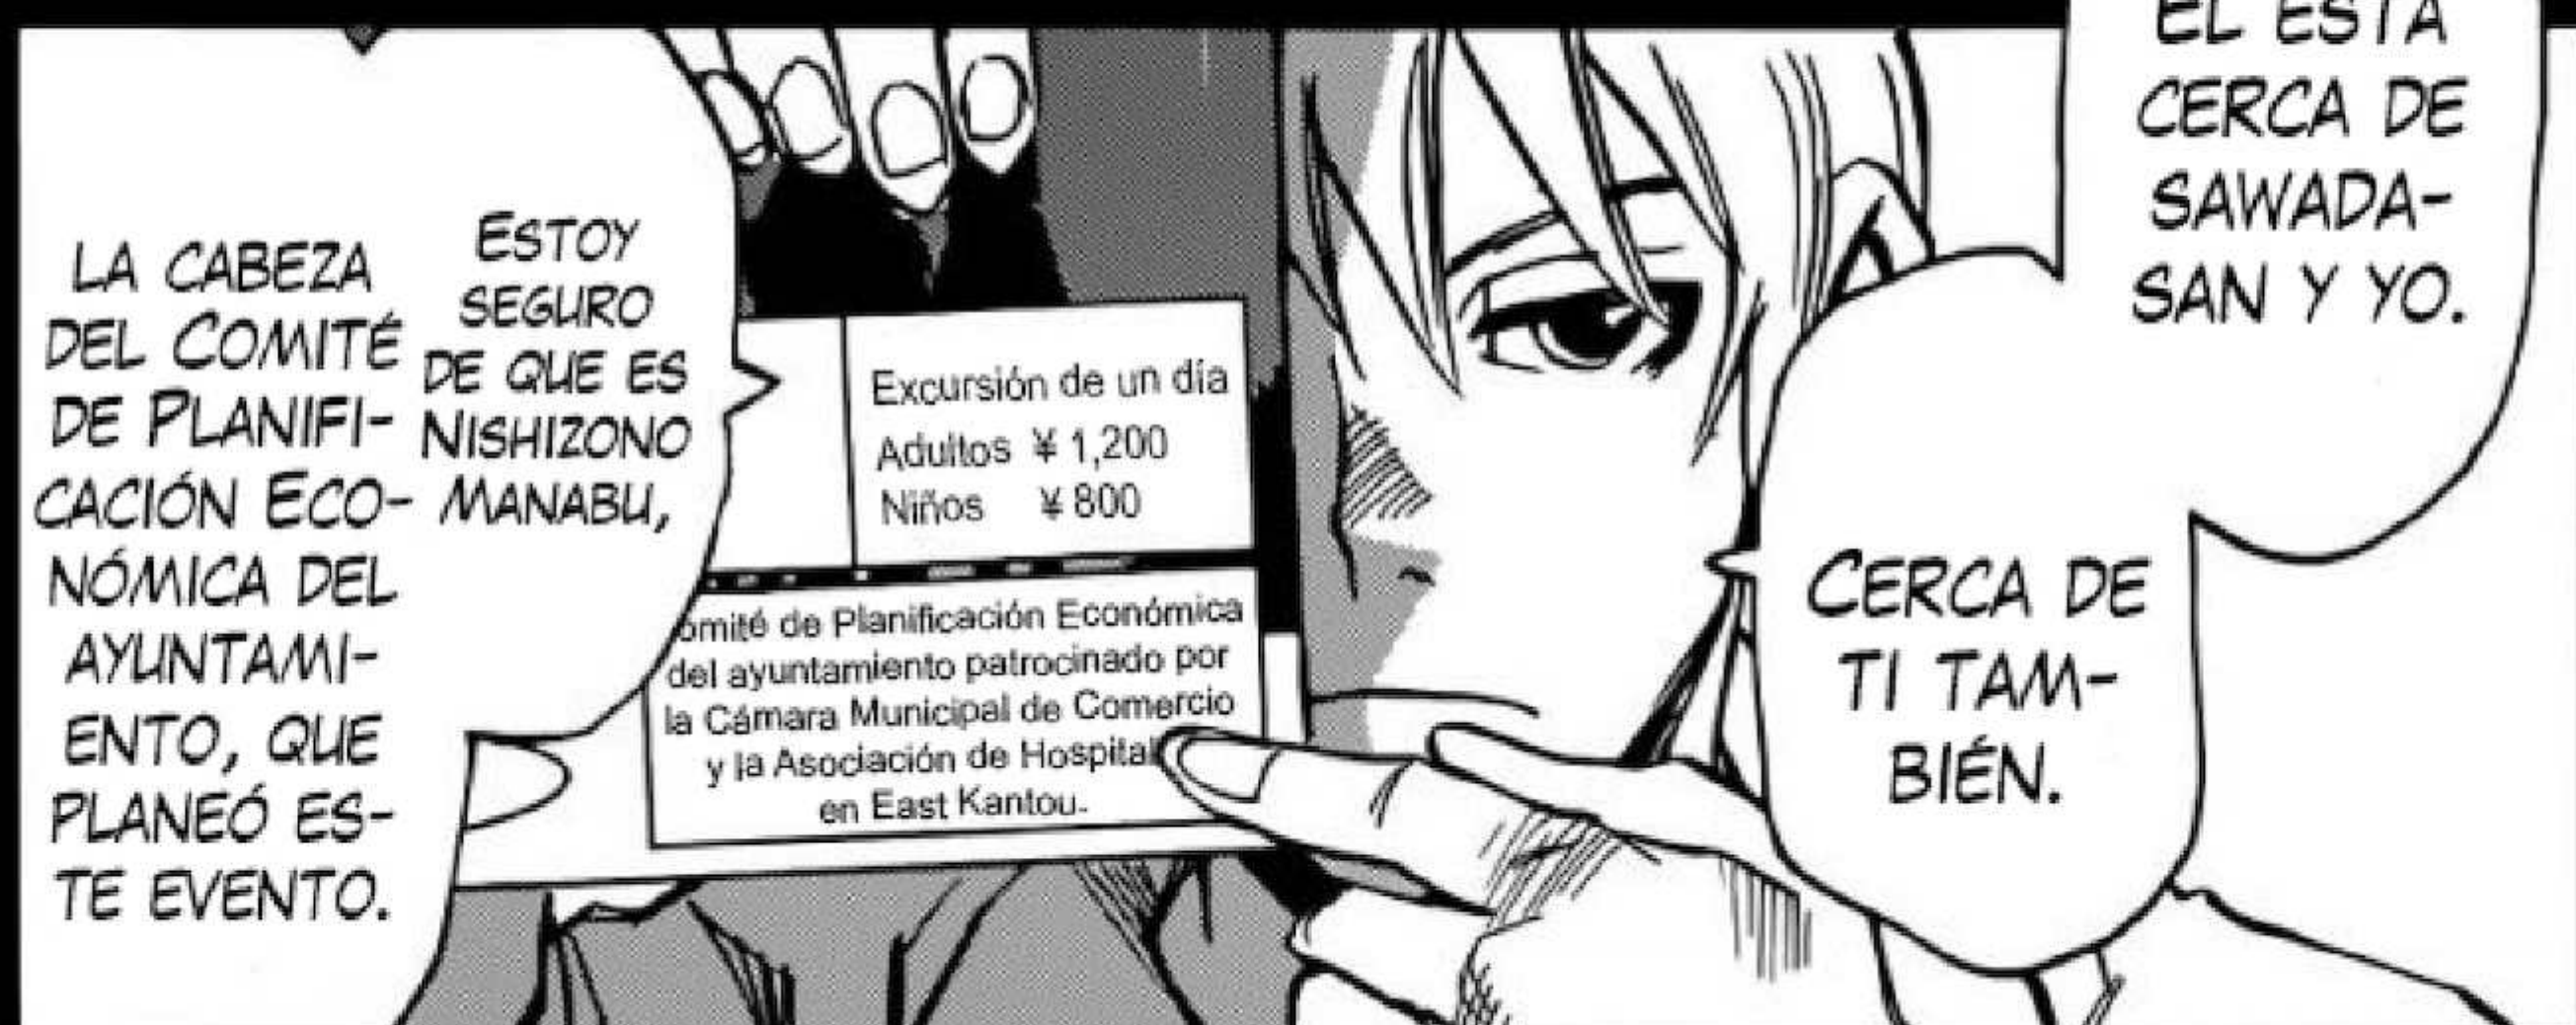 EL ESTA
CERCA DE
SAWADA-
SAN Y YO.
CERCA DE
TI TAM-
BIÉN.
Excursión de un día
Adultos ¥ 1,200
Niños ¥ 800
omité de Planificación Económica
del ayuntamiento patrocinado por
la Cámara Municipal de Comercio
y la Asociación de Hospital
en East Kantou.
ESTOY
SEGURO
DE QUE ES
NISHIZONO
MANABU,
LA CABEZA
DEL COMITÉ
DE PLANIFI-
CACIÓN ECO-
NÓMICA DEL
AYUNTAMI-
ENTO, QUE
PLANEÓ ES-
TE EVENTO.